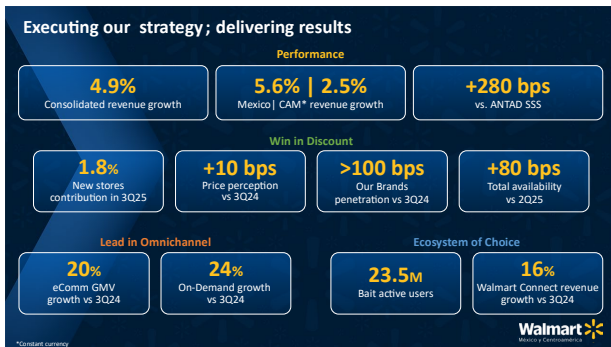 Executing our strategy; delivering results
Performance
4.9%
Consolidated revenue growth
5.6% | 2.5%
Mexico| CAM* revenue growth
+280 bps
vs. ANTAD SSS
Win in Discount
1.8%
New stores
contribution in 3Q25
+10 bps
Price perception
vs 3Q24
>100 bps
Our Brands
penetration vs 3Q24
+80 bps
Total availability
vs 2Q25
Lead in Omnichannel
20%
eComm GMV
growth vs 3Q24
24%
On-Demand growth
vs 3Q24
Ecosystem of Choice
23.5M
Bait active users
16%
Walmart Connect revenue
growth vs 3Q24
Walmart
México y Centroamérica
*Constant currency